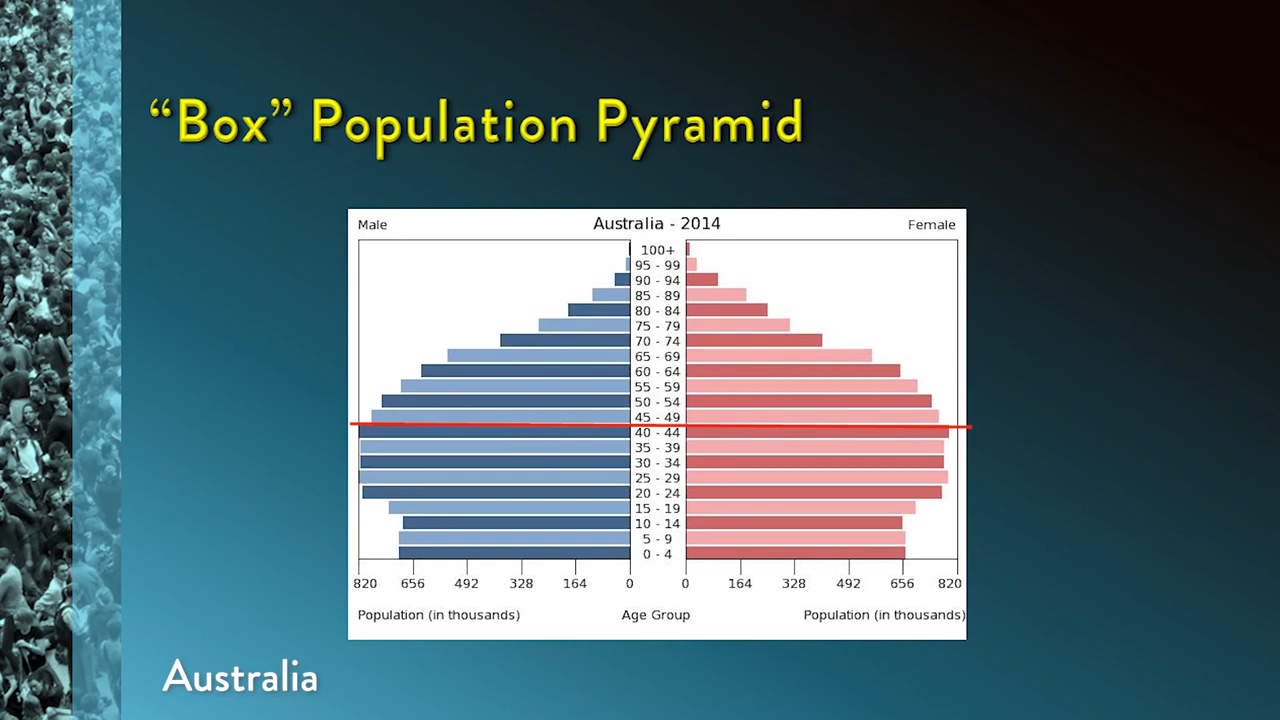 “Box” Population Pyramid
Male Australia - 2014 Female
100+
95 - 99
90 - 94
85 - 89
80 - 84
75 - 79
70 - 74
65 - 69
60 - 64
55 - 59
50 - 54
45 - 49
40 - 44
35 - 39
30 - 34
25 - 29
20 - 24
15 - 19
10 - 14
5 - 9
0 - 4
820 656 492 328 164 0 0 164 328 492 656 820
Population (in thousands) Age Group Population (in thousands)
Australia